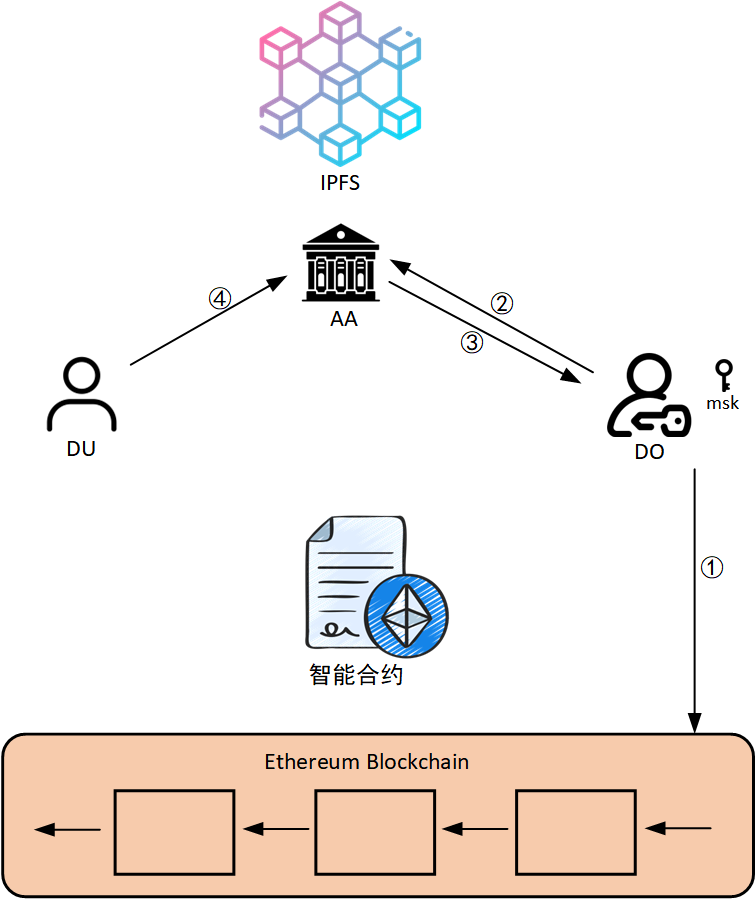 IPFS
AA
④
②
③
DU
msk
DO
①
智能合约
Ethereum Blockchain